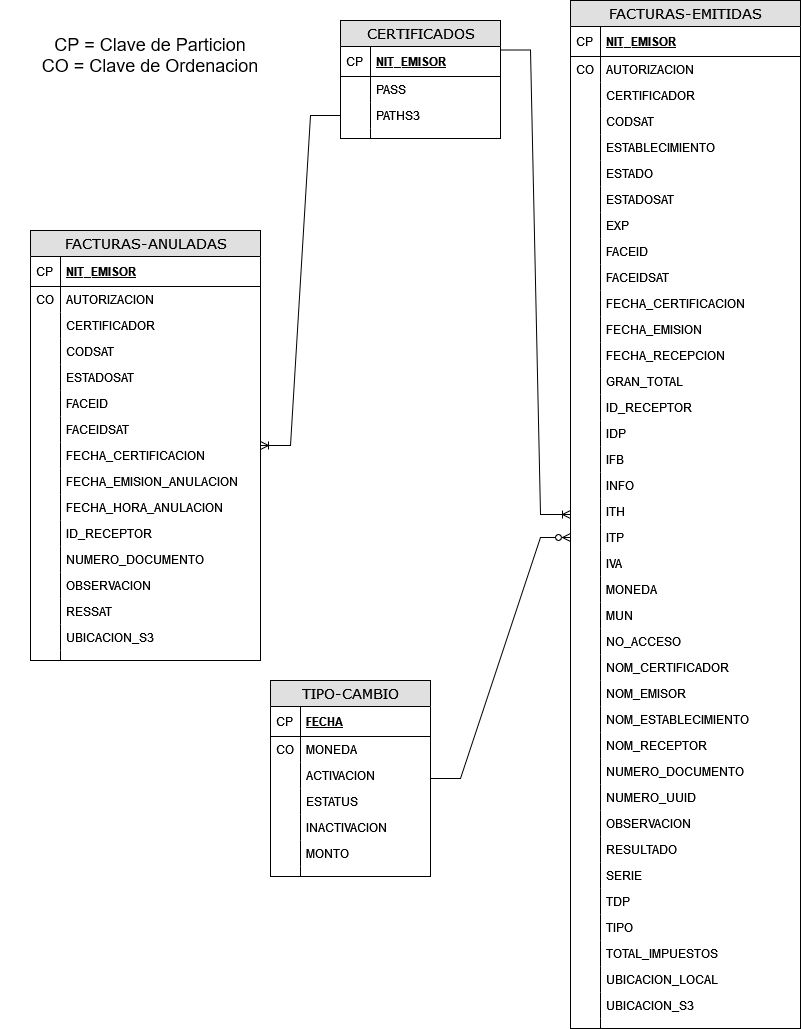 CP = Clave de Particion
CO = Clave de Ordenacion
CERTIFICADOS
CP NIT_EMISOR
PASS
PATHS3
FACTURAS-ANULADAS
CP NIT_EMISOR
CO AUTORIZACION
CERTIFICADOR
CODSAT
ESTADOSAT
FACEID
FACEIDSAT
FECHA_CERTIFICACION
FECHA_EMISION_ANULACION
FECHA_HORA_ANULACION
ID_RECEPTOR
NUMERO_DOCUMENTO
OBSERVACION
RESSAT
UBICACION_S3
TIPO-CAMBIO
CP FECHA
CO MONEDA
ACTIVACION
ESTATUS
INACTIVACION
MONTO
FACTURAS-EMITIDAS
CP NIT_EMISOR
CO AUTORIZACION
CERTIFICADOR
CODSAT
ESTABLECIMIENTO
ESTADO
ESTADOSAT
EXP
FACEID
FACEIDSAT
FECHA_CERTIFICACION
FECHA_EMISION
FECHA_RECEPCION
GRAN_TOTAL
ID_RECEPTOR
IDP
IFB
INFO
ITH
ITP
IVA
MONEDA
MUN
NO_ACCESO
NOM_CERTIFICADOR
NOM_EMISOR
NOM_ESTABLECIMIENTO
NOM_RECEPTOR
NUMERO_DOCUMENTO
NUMERO_UUID
OBSERVACION
RESULTADO
SERIE
TDP
TIPO
TOTAL_IMPUESTOS
UBICACION_LOCAL
UBICACION_S3